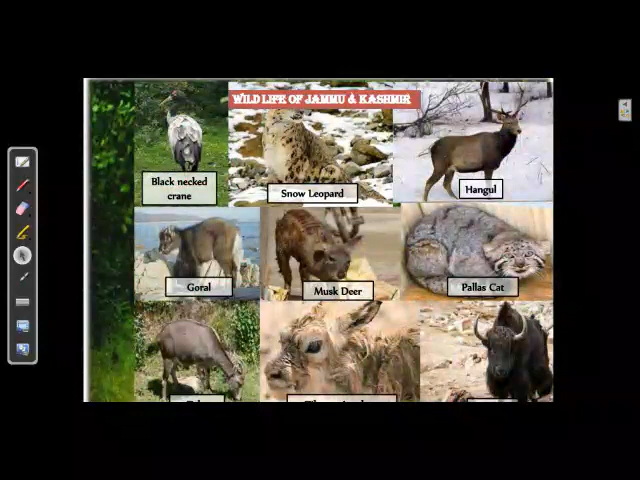 WILD LIFE OF JAMMU & KASHMIR
Black necked
crane
Snow Leopard
Hangul
Goral
Musk Deer
Pallas Cat